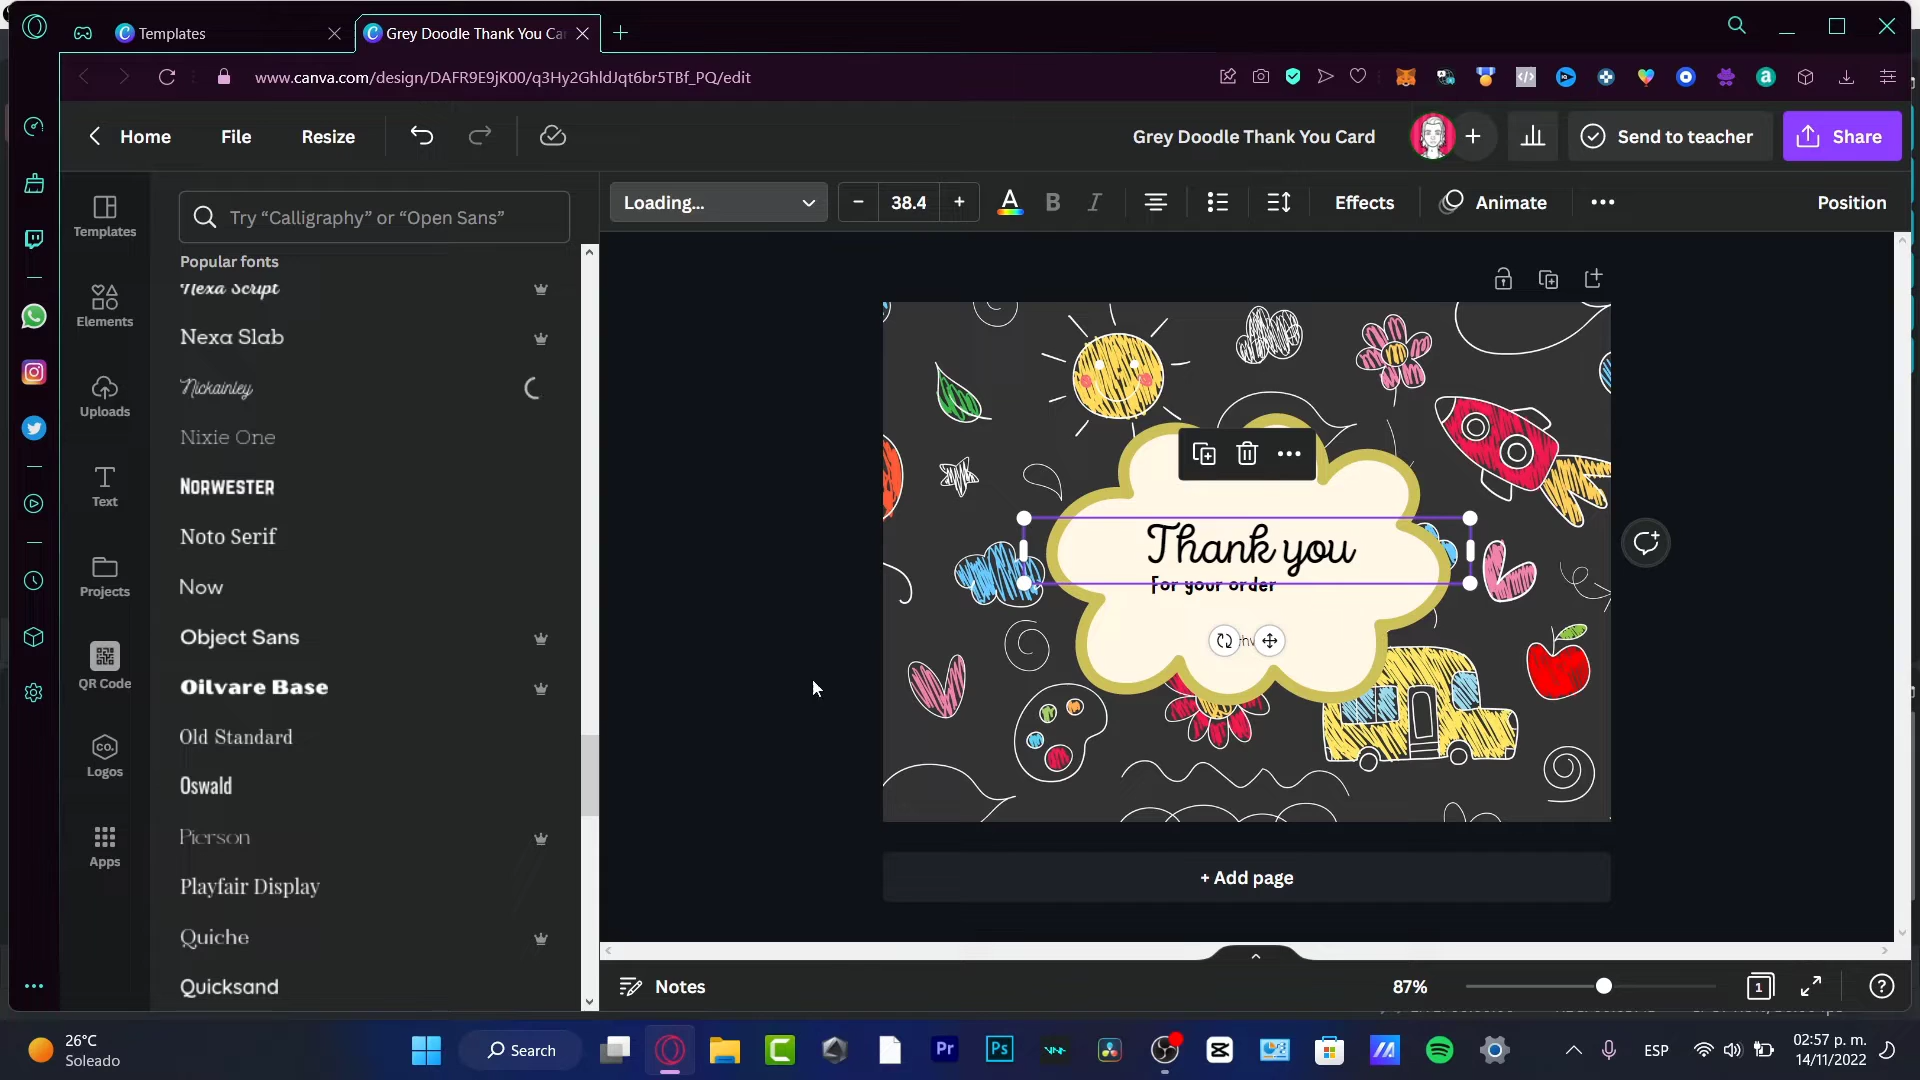 Templates
Grey Doodle Thank You Ca
www.canva.com/design/DAFR9E9jK00/q3Hy2GhldJqt6br5TBf_PQ/edit
Home
File
Resize
Grey Doodle Thank You Card
Send to teacher
Share
Try “Calligraphy” or “Open Sans”
Loading...
38.4
Effects
Animate
Position
Templates
Elements
Uploads
Text
Projects
QR Code
CO.
Logos
Apps
Popular fonts
Nexa Script
Nexa Slab
Nickainley
Nixie One
Norwester
Noto Serif
Now
Object Sans
Oilvare Base
Old Standard
Oswald
Pierson
Playfair Display
Quiche
Quicksand
Thank you
For your order
+ Add page
Notes
87%
1
26°C
Soleado
Search
Pr
Ps
ESP
02:57 p. m.
14/11/2022